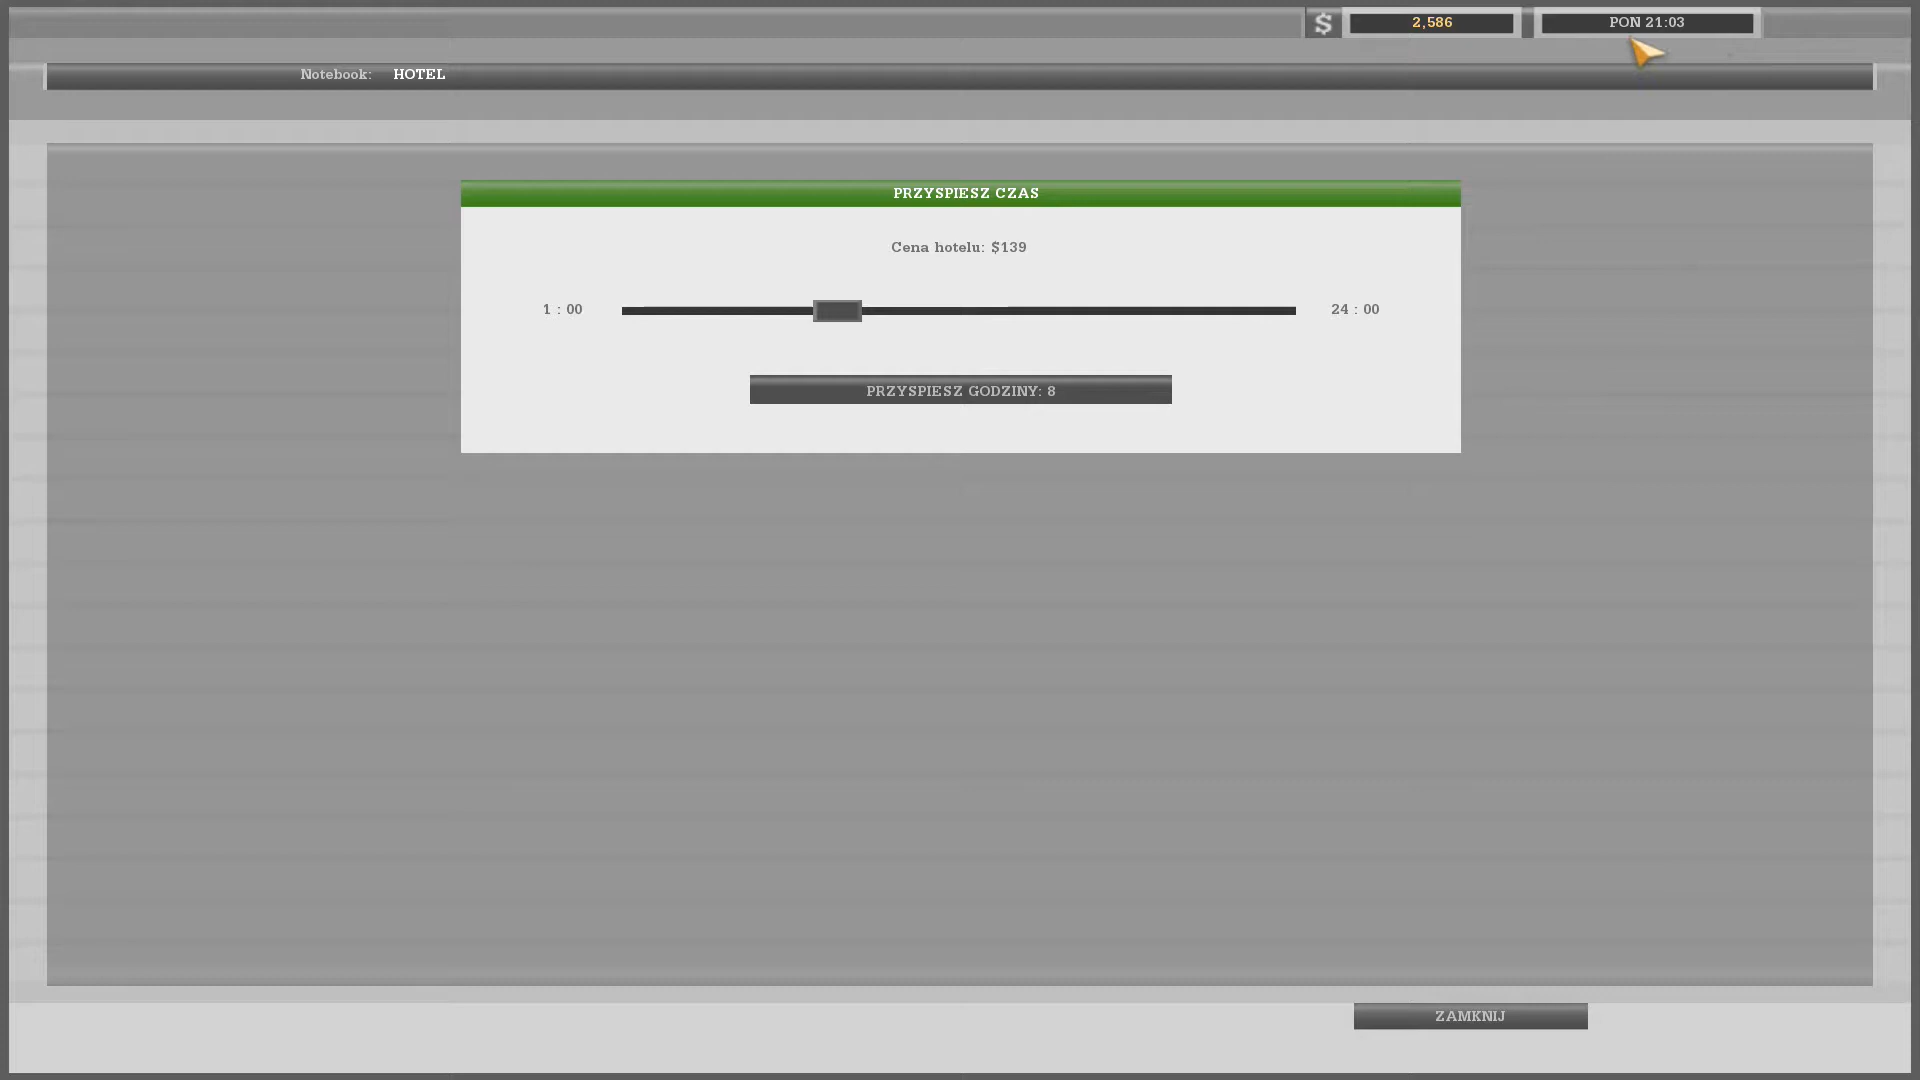 $ 2,586 PON 21:03
Notebook: HOTEL
PRZYSPIESZ CZAS
Cena hotelu: $139
1 : 00 24 : 00
PRZYSPIESZ GODZINY: 8
ZAMKNIJ